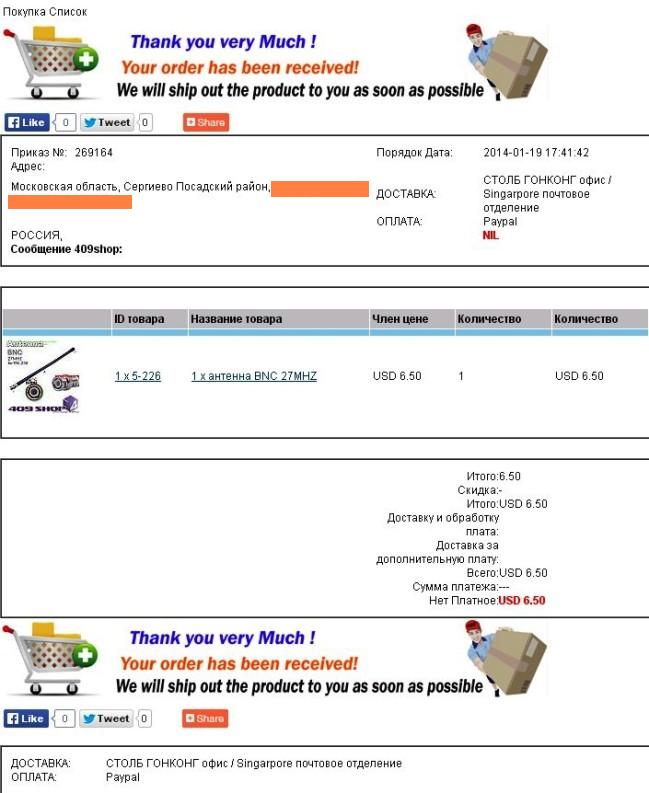 Покупка Список
Thank you very Much !
Your order has been received!
We will ship out the product to you as soon as possible
Like 0 Tweet 0 Share
Приказ №: 269164 Порядок Дата: 2014-01-19 17:41:42
Адрес:
Московская область, Сергиево Посадский район,
ДОСТАВКА: СТОЛБ ГОНКОНГ офис /
Singarpore почтовое
отделение
ОПЛАТА: Paypal
РОССИЯ, NIL
Сообщение 409shop:
ID товара Название товара Член цене Количество Количество
Antenna
BNC
27MHZ
409 SHOP
1 x 5-226 1 x антенна BNC 27MHZ USD 6.50 1 USD 6.50
Итого:6.50
Скидка:-
Итого:USD 6.50
Доставку и обработку
плата:
Доставка за
дополнительную плату:
Всего:USD 6.50
Сумма платежа:---
Нет Платное:USD 6.50
Thank you very Much !
Your order has been received!
We will ship out the product to you as soon as possible
Like 0 Tweet 0 Share
ДОСТАВКА: СТОЛБ ГОНКОНГ офис / Singarpore почтовое отделение
ОПЛАТА: Paypal